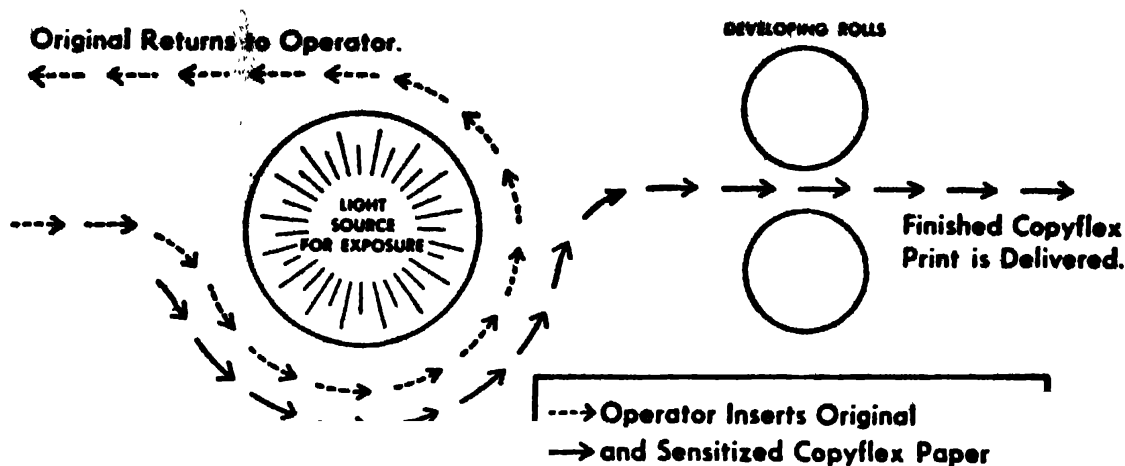 Original Returns to Operator.
DEVELOPING ROLLS
LIGHT
SOURCE
FOR EXPOSURE
Finished Copyflex
Print is Delivered.
Operator Inserts Original
and Sensitized Copyflex Paper